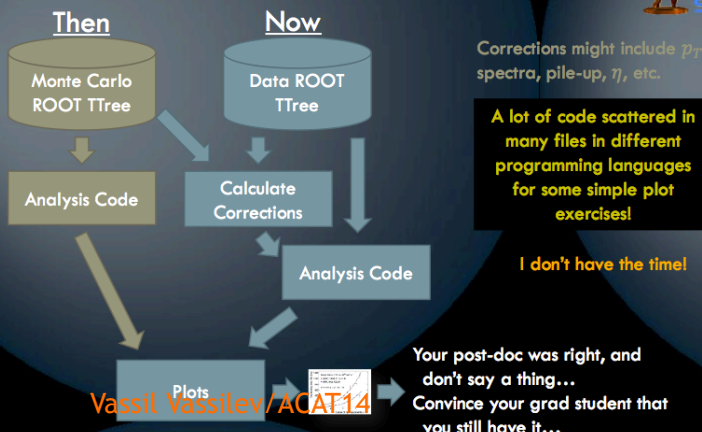 Then
Now
Monte Carlo
ROOT TTree
Data ROOT
TTree
Analysis Code
Calculate
Corrections
Analysis Code
Plots
Vassil Vassilev/ACAT14
Corrections might include pT
spectra, pile-up, η, etc.
A lot of code scattered in
many files in different
programming languages
for some simple plot
exercises!
I don't have the time!
Your post-doc was right, and
don't say a thing...
Convince your grad student that
you still have it...